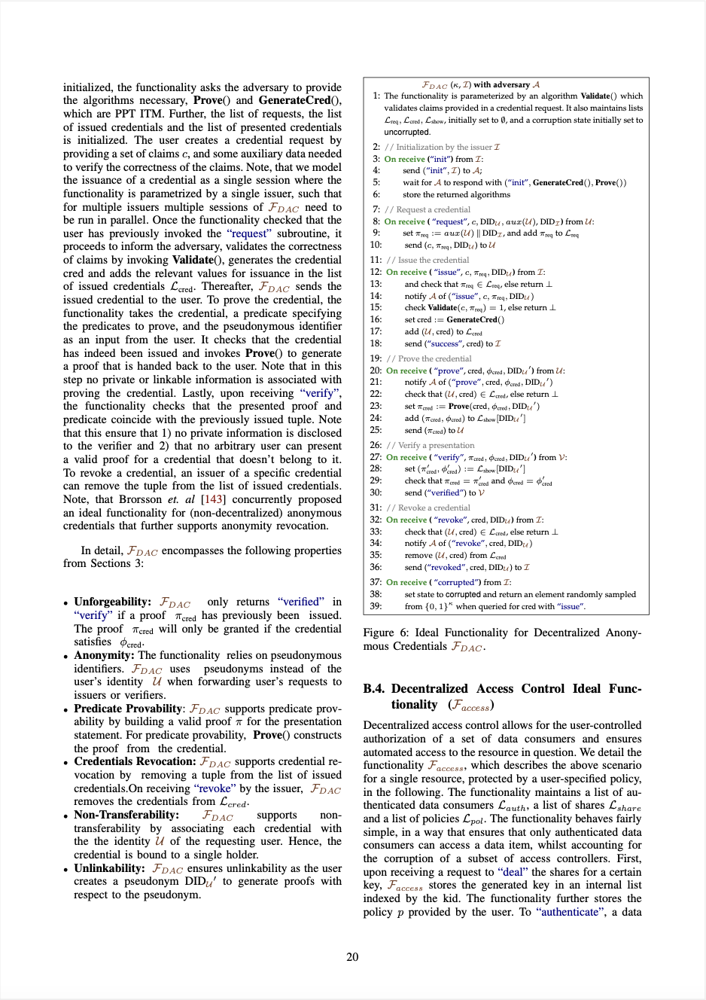 initialized, the functionality asks the adversary to provide
the algorithms necessary, Prove() and GenerateCred(),
which are PPT ITM. Further, the list of requests, the list
of issued credentials and the list of presented credentials
is initialized. The user creates a credential request by
providing a set of claims c, and some auxiliary data needed
to verify the correctness of the claims. Note, that we model
the issuance of a credential as a single session where the
functionality is parametrized by a single issuer, such that
for multiple issuers multiple sessions of F_DAC need to
be run in parallel. Once the functionality checked that the
user has previously invoked the “request” subroutine, it
proceeds to inform the adversary, validates the correctness
of claims by invoking Validate(), generates the credential
cred and adds the relevant values for issuance in the list
of issued credentials L_cred. Thereafter, F_DAC sends the
issued credential to the user. To prove the credential, the
functionality takes the credential, a predicate specifying
the predicates to prove, and the pseudonymous identifier
as an input from the user. It checks that the credential
has indeed been issued and invokes Prove() to generate
a proof that is handed back to the user. Note that in this
step no private or linkable information is associated with
proving the credential. Lastly, upon receiving “verify”,
the functionality checks that the presented proof and
predicate coincide with the previously issued tuple. Note
that this ensure that 1) no private information is disclosed
to the verifier and 2) that no arbitrary user can present
a valid proof for a credential that doesn’t belong to it.
To revoke a credential, an issuer of a specific credential
can remove the tuple from the list of issued credentials.
Note, that Brorsson et. al [143] concurrently proposed
an ideal functionality for (non-decentralized) anonymous
credentials that further supports anonymity revocation.
In detail, F_DAC encompasses the following properties
from Sections 3:
• Unforgeability: F_DAC only returns “verified” in
“verify” if a proof π_cred has previously been issued.
The proof π_cred will only be granted if the credential
satisfies ϕ_cred.
• Anonymity: The functionality relies on pseudonymous
identifiers. F_DAC uses pseudonyms instead of the
user’s identity U when forwarding user’s requests to
issuers or verifiers.
• Predicate Provability: F_DAC supports predicate prov-
ability by building a valid proof π for the presentation
statement. For predicate provability, Prove() constructs
the proof from the credential.
• Credentials Revocation: F_DAC supports credential re-
vocation by removing a tuple from the list of issued
credentials.On receiving “revoke” by the issuer, F_DAC
removes the credentials from L_cred.
• Non-Transferability: F_DAC supports non-
transferability by associating each credential with
the the identity U of the requesting user. Hence, the
credential is bound to a single holder.
• Unlinkability: F_DAC ensures unlinkability as the user
creates a pseudonym DID_U′ to generate proofs with
respect to the pseudonym.
F_DAC (κ, I) with adversary A
1: The functionality is parameterized by an algorithm Validate() which
validates claims provided in a credential request. It also maintains lists
L_req, L_cred, L_show, initially set to ∅, and a corruption state initially set to
uncorrupted.
2: // Initialization by the issuer I
3: On receive (“init”) from I:
4: send (“init”, I) to A;
5: wait for A to respond with (“init”, GenerateCred(), Prove())
6: store the returned algorithms
7: // Request a credential
8: On receive ( “request”, c, DID_U, aux(U), DID_I) from U:
9: set π_req := aux(U) ∥ DID_I, and add π_req to L_req
10: send (c, π_req, DID_U) to U
11: // Issue the credential
12: On receive ( “issue”, c, π_req, DID_U) from I:
13: and check that π_req ∈ L_req, else return ⊥
14: notify A of (“issue”, c, π_req, DID_U)
15: check Validate(c, π_req) = 1, else return ⊥
16: set cred := GenerateCred()
17: add (U, cred) to L_cred
18: send (“success”, cred) to I
19: // Prove the credential
20: On receive ( “prove”, cred, ϕ_cred, DID_U′) from U:
21: notify A of (“prove”, cred, ϕ_cred, DID_U′)
22: check that (U, cred) ∈ L_cred, else return ⊥
23: set π_cred := Prove(cred, ϕ_cred, DID_U′)
24: add (π_cred, ϕ_cred) to L_show[DID_U′]
25: send (π_cred) to U
26: // Verify a presentation
27: On receive ( “verify”, π_cred, ϕ_cred, DID_U′) from V:
28: set (π′_cred, ϕ′_cred) := L_show[DID_U′]
29: check that π_cred = π′_cred and ϕ_cred = ϕ′_cred
30: send (“verified”) to V
31: // Revoke a credential
32: On receive ( “revoke”, cred, DID_U) from I:
33: check that (U, cred) ∈ L_cred, else return ⊥
34: notify A of (“revoke”, cred, DID_U)
35: remove (U, cred) from L_cred
36: send (“revoked”, cred, DID_U) to I
37: On receive ( “corrupted”) from I:
38: set state to corrupted and return an element randomly sampled
39: from {0, 1}^κ when queried for cred with “issue”.
Figure 6: Ideal Functionality for Decentralized Anony-
mous Credentials F_DAC.
B.4. Decentralized Access Control Ideal Func-
tionality (F_access)
Decentralized access control allows for the user-controlled
authorization of a set of data consumers and ensures
automated access to the resource in question. We detail the
functionality F_access, which describes the above scenario
for a single resource, protected by a user-specified policy,
in the following. The functionality maintains a list of au-
thenticated data consumers L_auth, a list of shares L_share
and a list of policies L_pol. The functionality behaves fairly
simple, in a way that ensures that only authenticated data
consumers can access a data item, whilst accounting for
the corruption of a subset of access controllers. First,
upon receiving a request to “deal” the shares for a certain
key, F_access stores the generated key in an internal list
indexed by the kid. The functionality further stores the
policy p provided by the user. To “authenticate”, a data
20